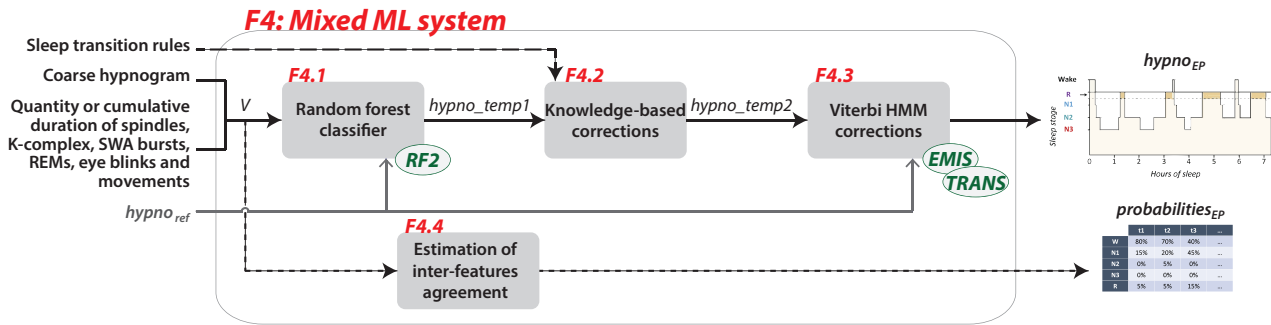 F4: Mixed ML system
Sleep transition rules
Coarse hypnogram
Quantity or cumulative
duration of spindles,
K-complex, SWA bursts,
REMs, eye blinks and
movements
hypno ref
V
F4.1
Random forest
classifier
RF2
hypno_temp1
F4.2
Knowledge-based
corrections
hypno_temp2
F4.3
Viterbi HMM
corrections
EMIS
TRANS
F4.4
Estimation of
inter-features
agreement
hypnoEP
Wake
R
N1
N2
N3
Sleep stage
0 1 2 3 4 5 6 7
Hours of sleep
probabilitiesEP
t1 t2 t3 ...
W 80% 70% 40% ...
N1 15% 20% 45% ...
N2 0% 5% 0% ...
N3 0% 0% 0% ...
R 5% 5% 15% ...